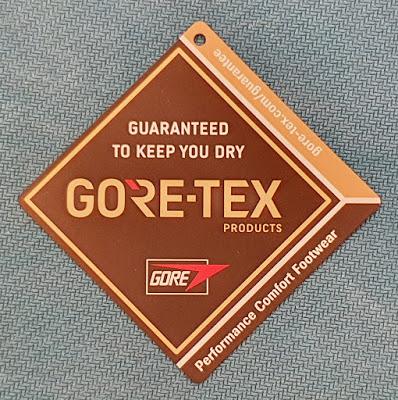 gore-tex.com/guarantee
GUARANTEED
TO KEEP YOU DRY
GORE-TEX
PRODUCTS
GORE
Performance Comfort Footwear